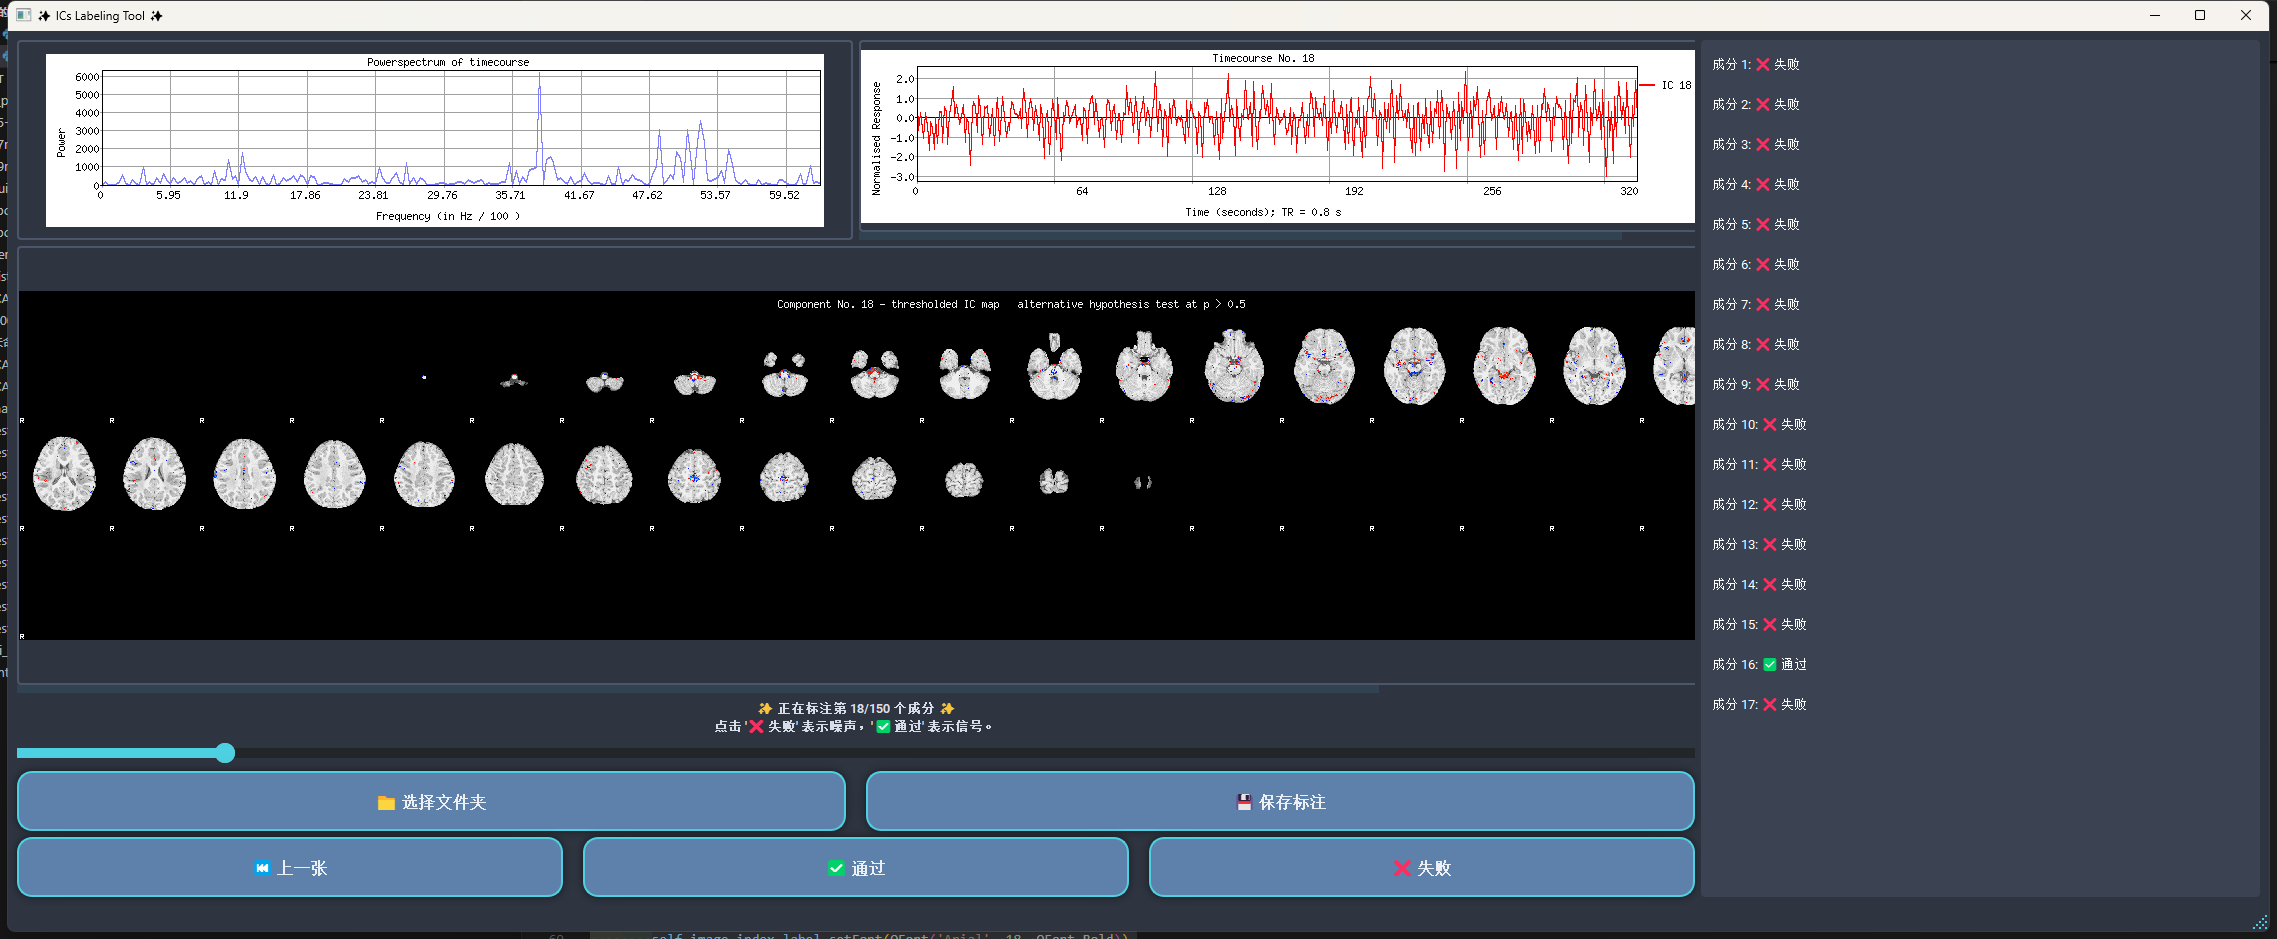 ✨ ICs Labeling Tool ✨
Powerspectrum of timecourse
6000
5000
4000
3000
2000
1000
0
Power
0 5.95 11.9 17.86 23.81 29.76 35.71 41.67 47.62 53.57 59.52
Frequency (in Hz / 100 )
Timecourse No. 18
2.0
1.0
0.0
-1.0
-2.0
-3.0
Normalised Response
IC 18
0 64 128 192 256 320
Time (seconds); TR = 0.8 s
Component No. 18 - thresholded IC map alternative hypothesis test at p > 0.5
R R R R R R R R R R R R R R R R R R R
R R R R R R R R R R R R R R R R R R R
R
✨ 正在标注第 18/150 个成分 ✨
点击 '❌ 失败' 表示噪声，'✅ 通过' 表示信号。
📁 选择文件夹
💾 保存标注
⏮ 上一张
✅ 通过
❌ 失败
成分 1: ❌ 失败
成分 2: ❌ 失败
成分 3: ❌ 失败
成分 4: ❌ 失败
成分 5: ❌ 失败
成分 6: ❌ 失败
成分 7: ❌ 失败
成分 8: ❌ 失败
成分 9: ❌ 失败
成分 10: ❌ 失败
成分 11: ❌ 失败
成分 12: ❌ 失败
成分 13: ❌ 失败
成分 14: ❌ 失败
成分 15: ❌ 失败
成分 16: ✅ 通过
成分 17: ❌ 失败